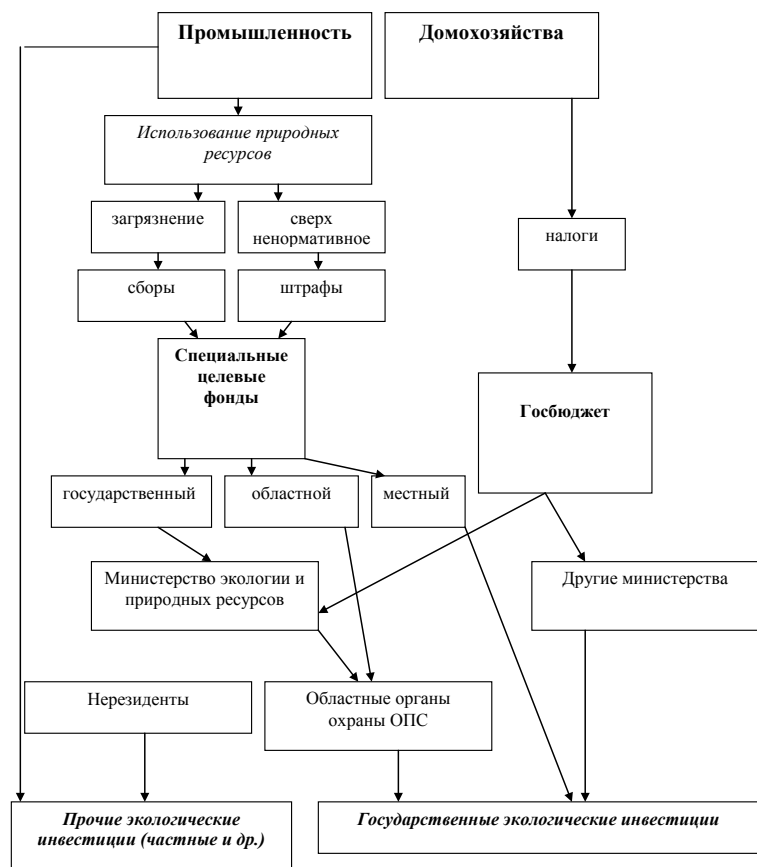 Промышленность
Домохозяйства
Использование природных
ресурсов
загрязнение
сверх
ненормативное
налоги
сборы
штрафы
Специальные
целевые
фонды
Госбюджет
государственный
областной
местный
Министерство экологии и
природных ресурсов
Другие министерства
Нерезиденты
Областные органы
охраны ОПС
Прочие экологические
инвестиции (частные и др.)
Государственные экологические инвестиции